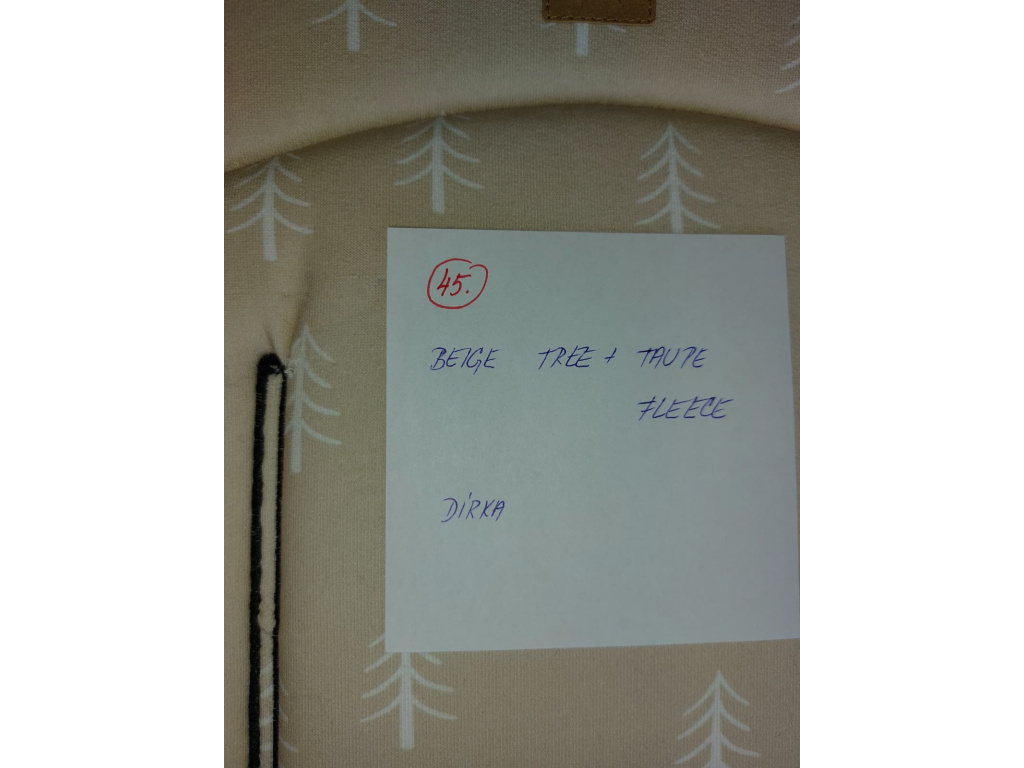 45.
BEIGE TREE + TAUPE
FLEECE
DÍRKA